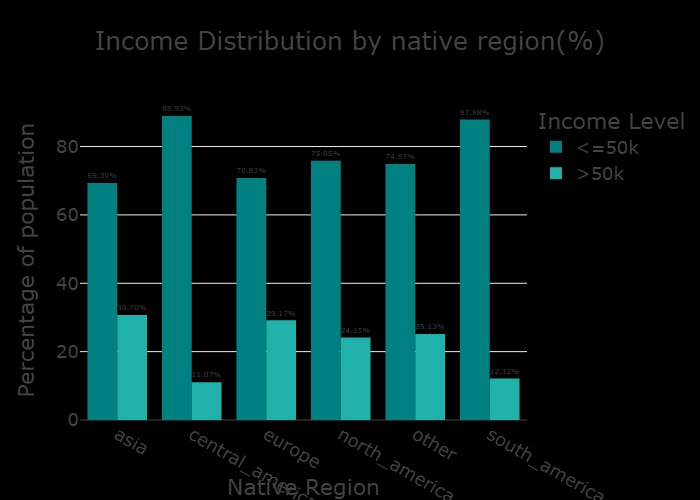 Income Distribution by native region(%)
Income Level
<=50k
>50k
Percentage of population
80
60
40
20
0
69.30%
30.70%
88.93%
11.07%
70.83%
29.17%
75.85%
24.15%
74.87%
25.13%
87.88%
12.12%
asia
central_america
europe
north_america
other
south_america
Native Region